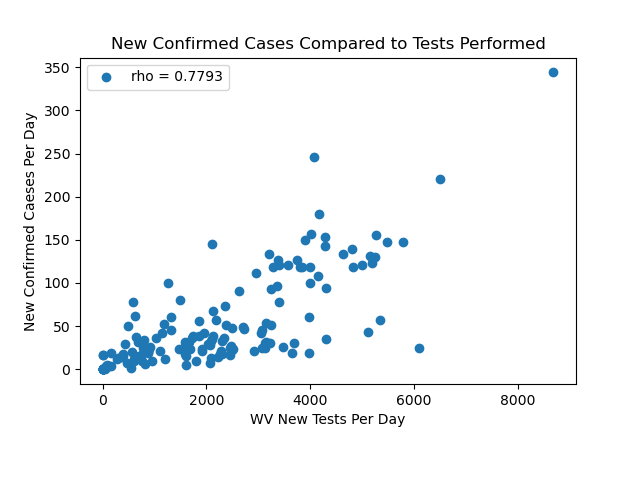 New Confirmed Cases Compared to Tests Performed
rho = 0.7793
350
300
250
200
150
100
50
0
New Confirmed Caeses Per Day
0 2000 4000 6000 8000
WV New Tests Per Day